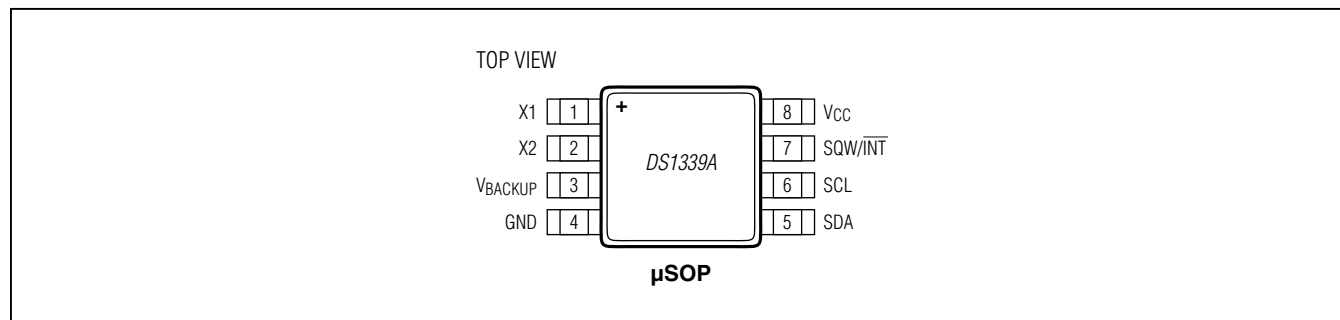 TOP VIEW
X1 1 + 8 VCC
X2 2 DS1339A 7 SQW/I̅N̅T̅
VBACKUP 3 6 SCL
GND 4 5 SDA
µSOP